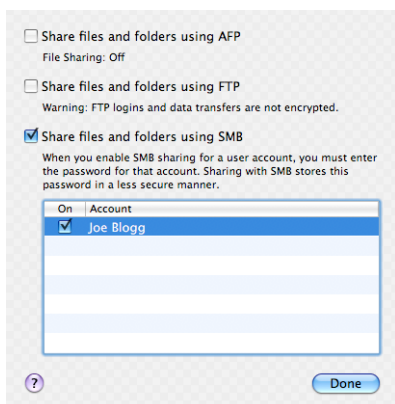 Share files and folders using AFP
File Sharing: Off
Share files and folders using FTP
Warning: FTP logins and data transfers are not encrypted.
Share files and folders using SMB
When you enable SMB sharing for a user account, you must enter
the password for that account. Sharing with SMB stores this
password in a less secure manner.
On Account
Joe Blogg
? Done